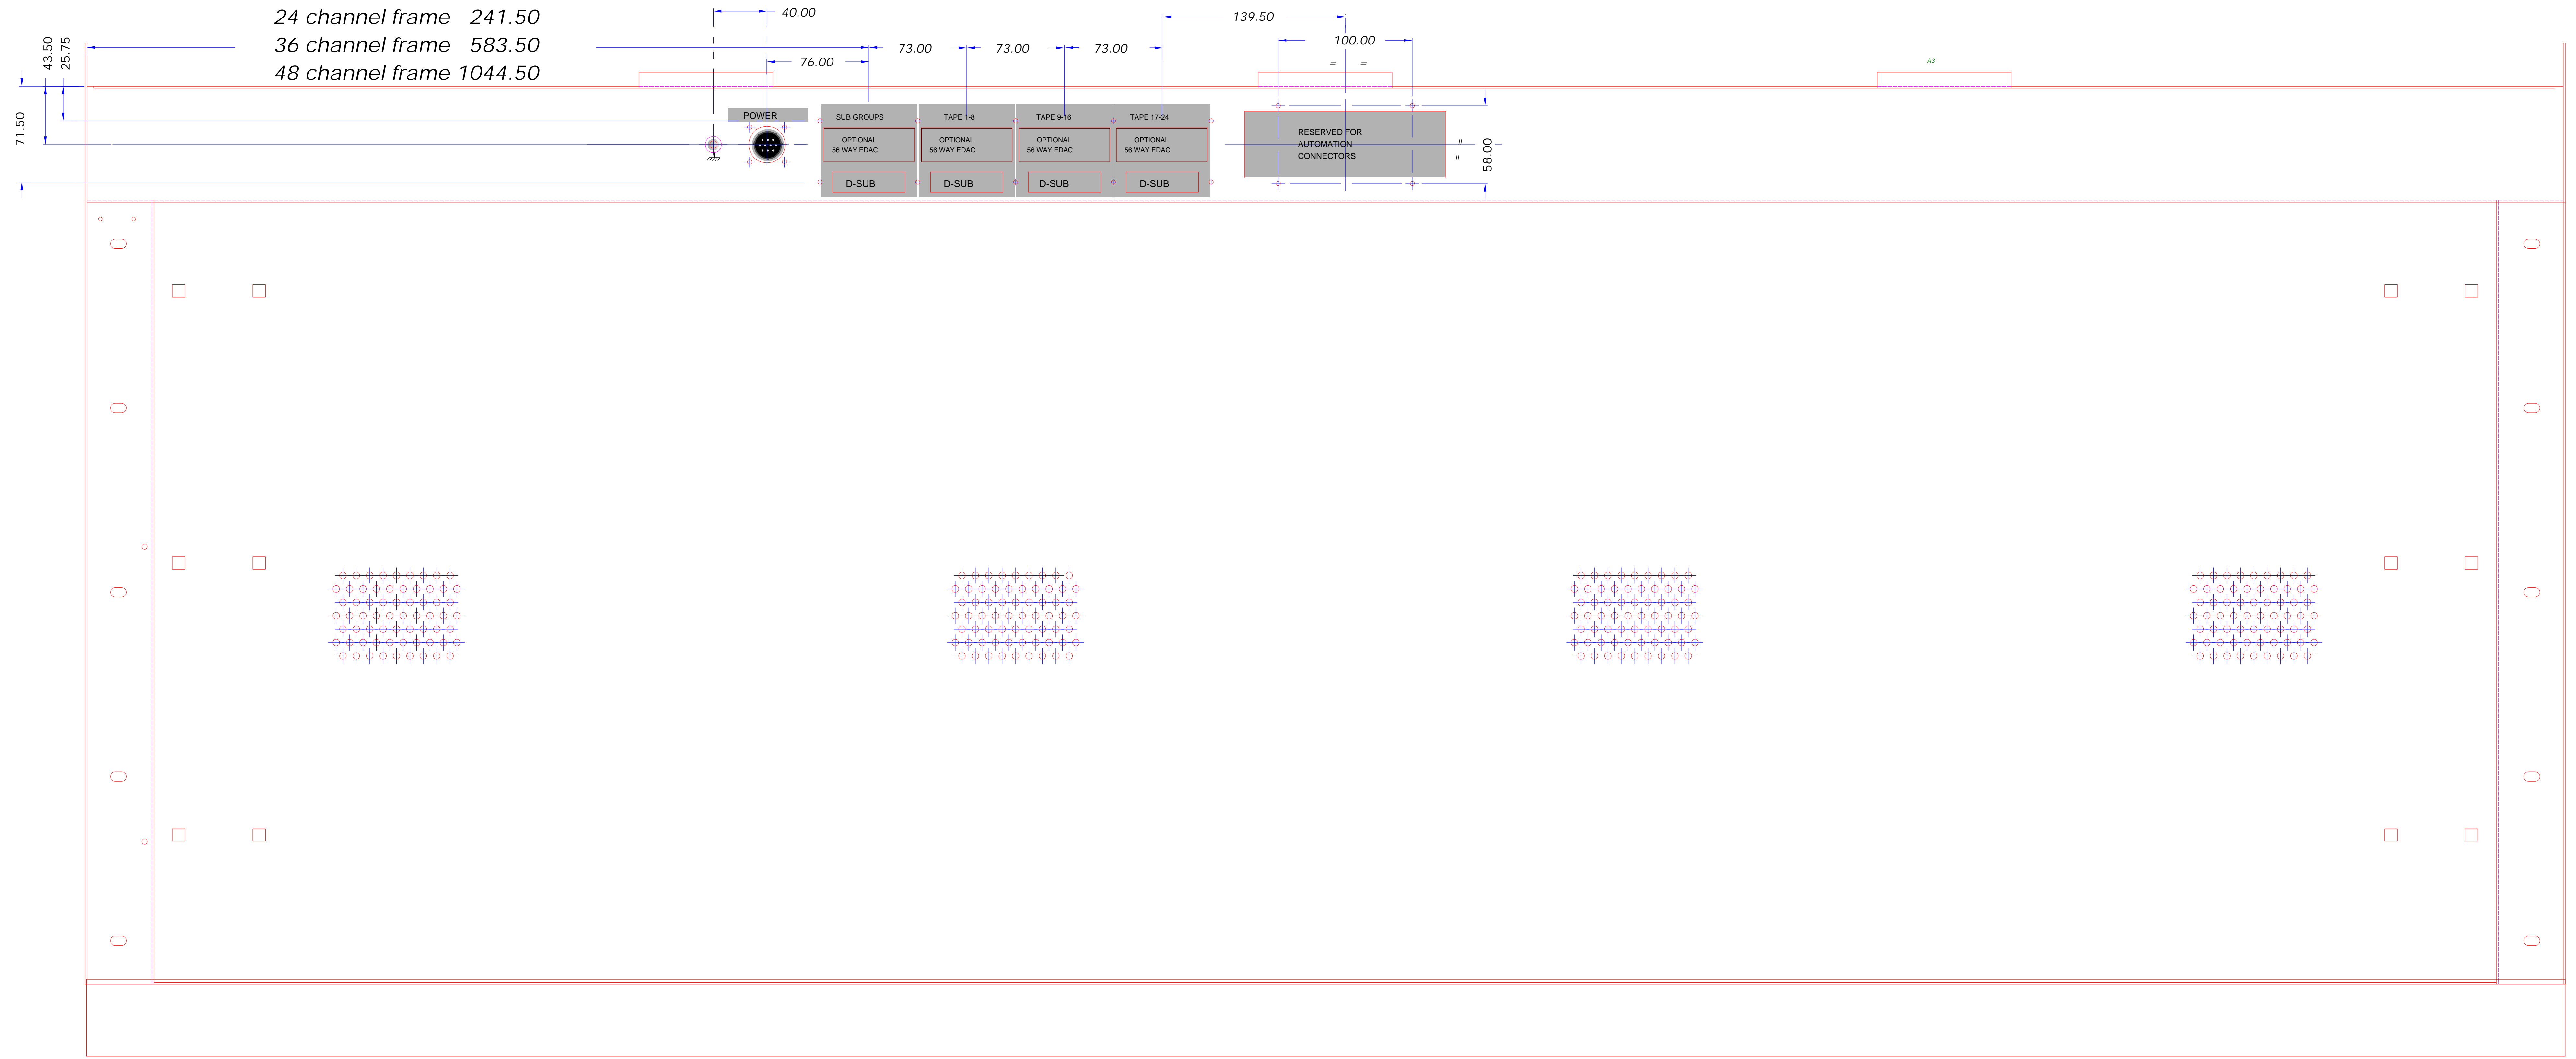 24 channel frame 241.50
36 channel frame 583.50
48 channel frame 1044.50
40.00
139.50
73.00
73.00
73.00
100.00
76.00
= =
A3
43.50
25.75
71.50
POWER
SUB GROUPS
TAPE 1-8
TAPE 9-16
TAPE 17-24
OPTIONAL
56 WAY EDAC
OPTIONAL
56 WAY EDAC
OPTIONAL
56 WAY EDAC
OPTIONAL
56 WAY EDAC
D-SUB
D-SUB
D-SUB
D-SUB
RESERVED FOR
AUTOMATION
CONNECTORS
=
=
58.00